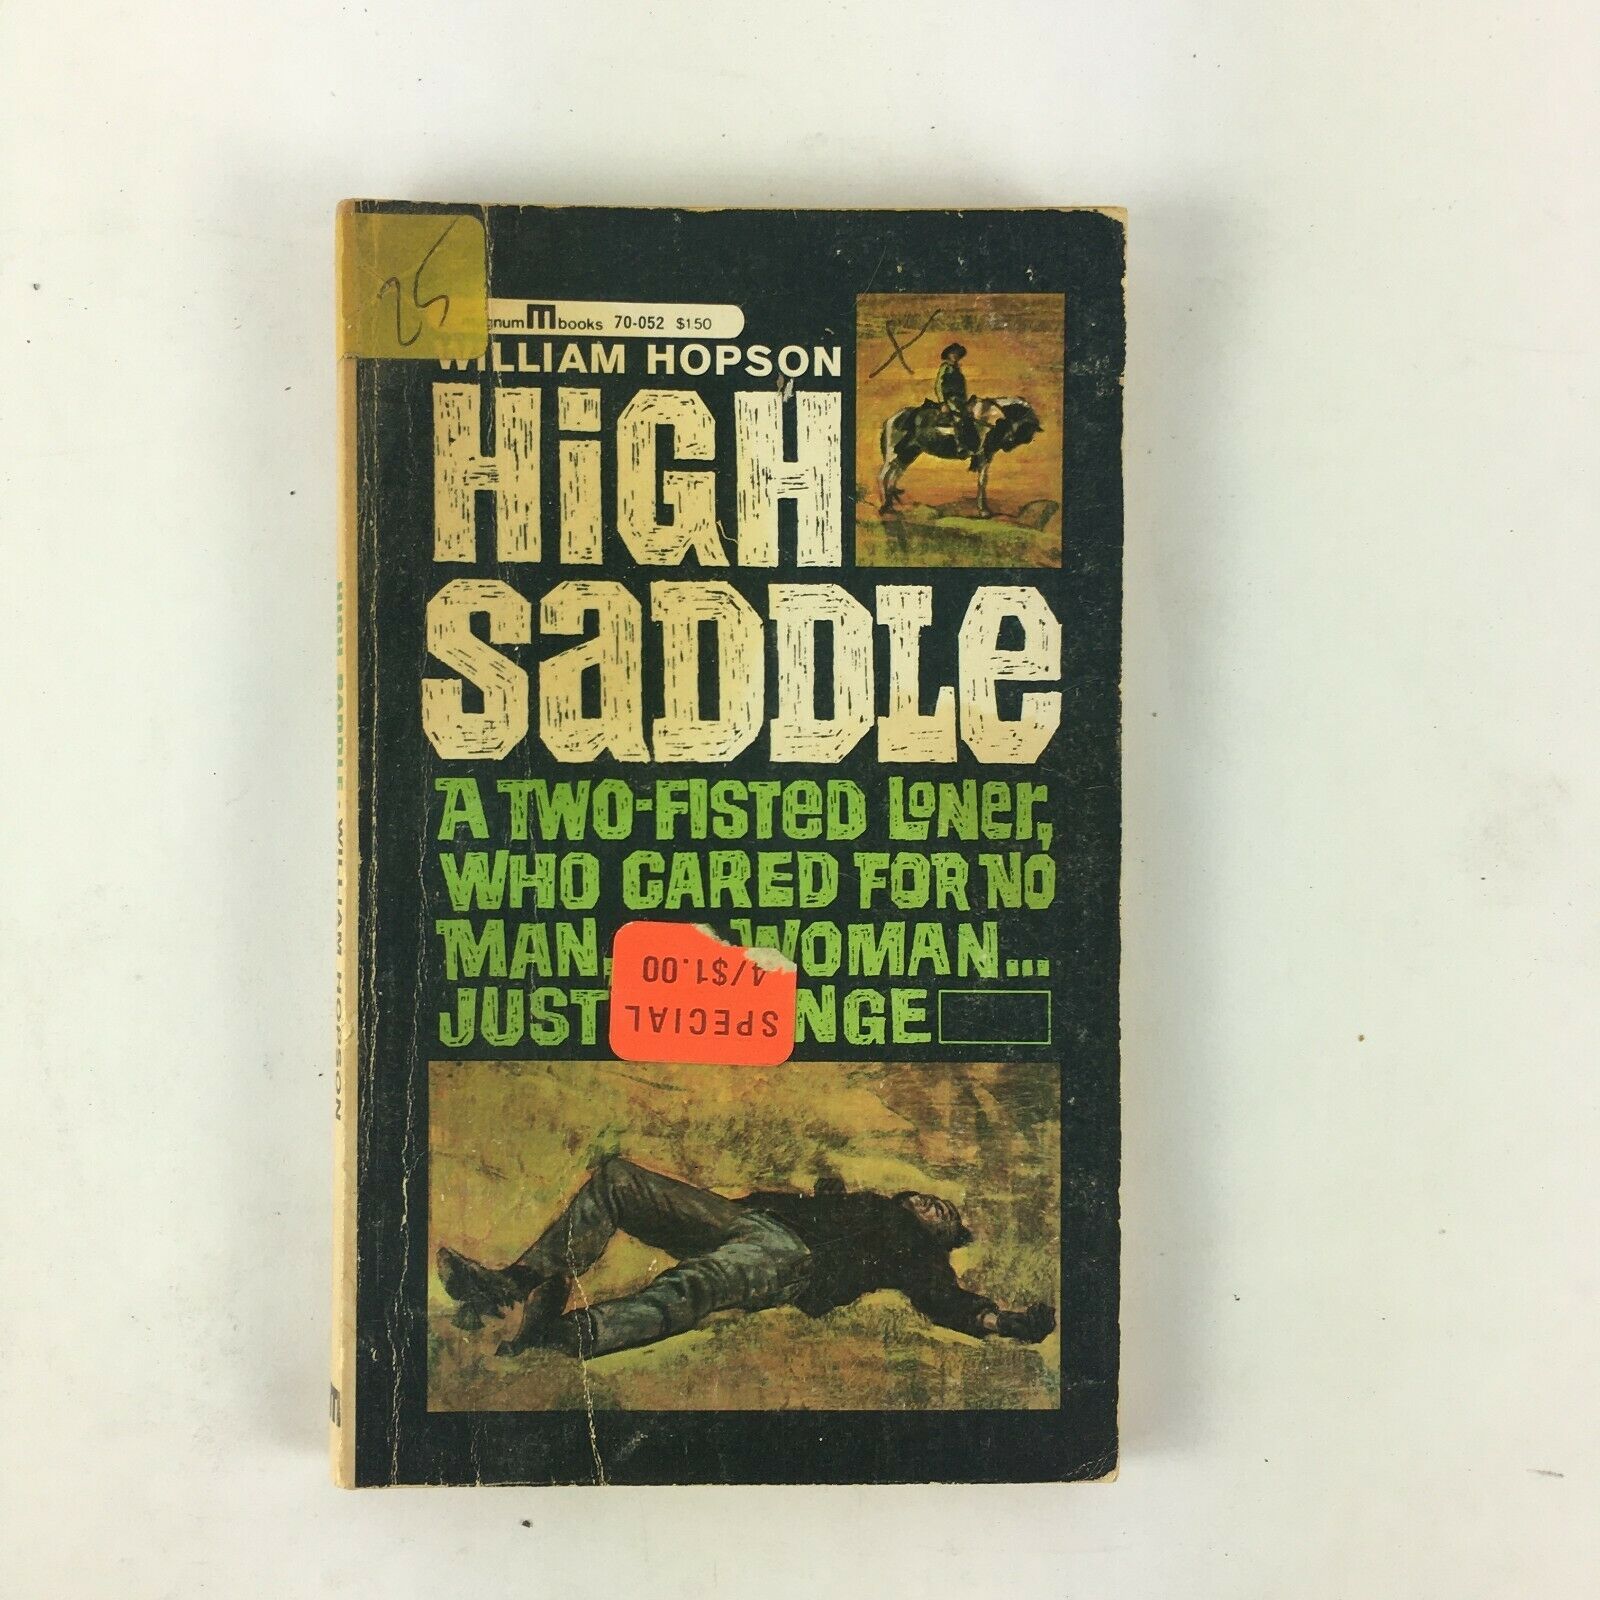 25
gnum m books 70-052 $1.50
WILLIAM HOPSON
X
HiGH
SaDDLe
A TWO-FISTeD LONer,
WHO CARED FOR NO
MAN, WOMAN...
JUST NGE
SPECIAL
4/$1.00
HIGH SADDLE • WILLIAM HOPSON
m